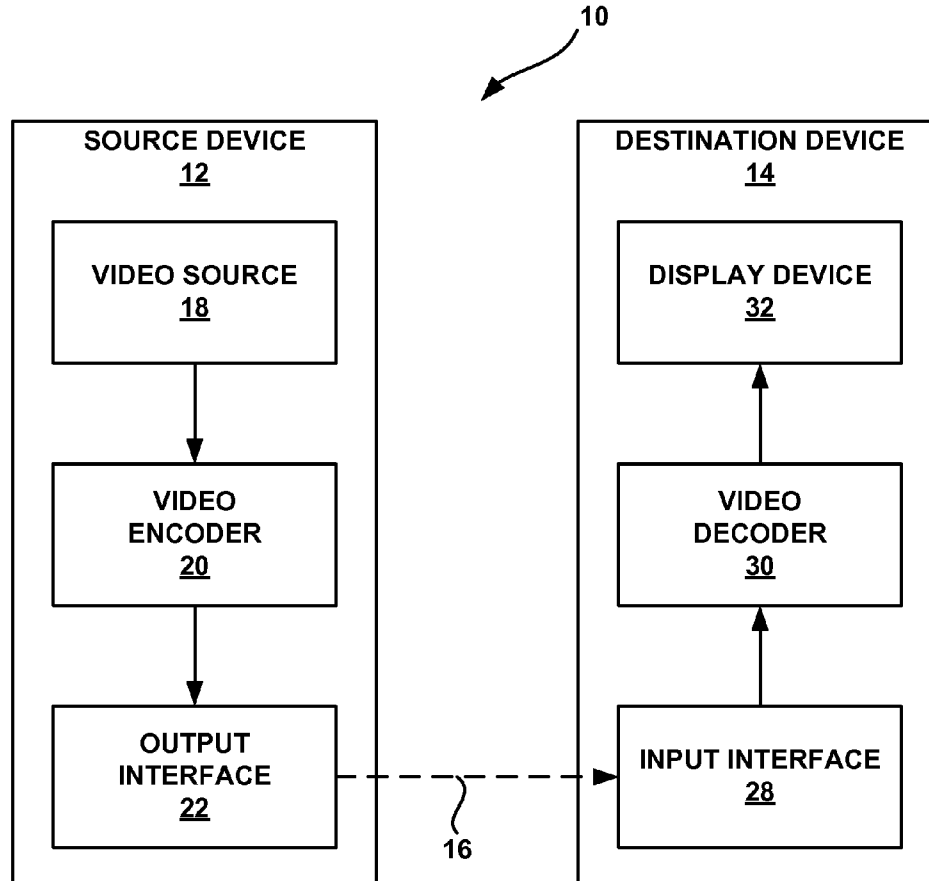 10
SOURCE DEVICE
12
VIDEO SOURCE
18
VIDEO
ENCODER
20
OUTPUT
INTERFACE
22
16
DESTINATION DEVICE
14
DISPLAY DEVICE
32
VIDEO
DECODER
30
INPUT INTERFACE
28